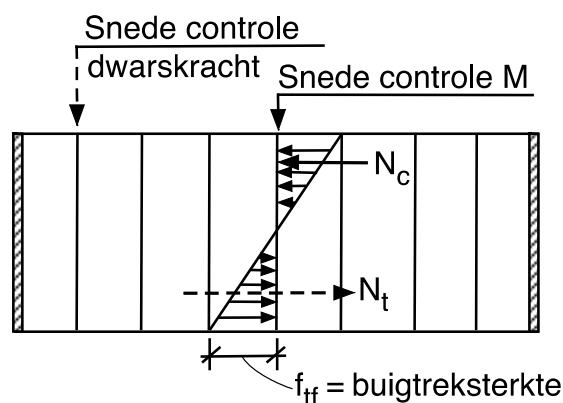 Snede controle
dwarskracht
Snede controle M
N_c
N_t
f_tf = buigtreksterkte